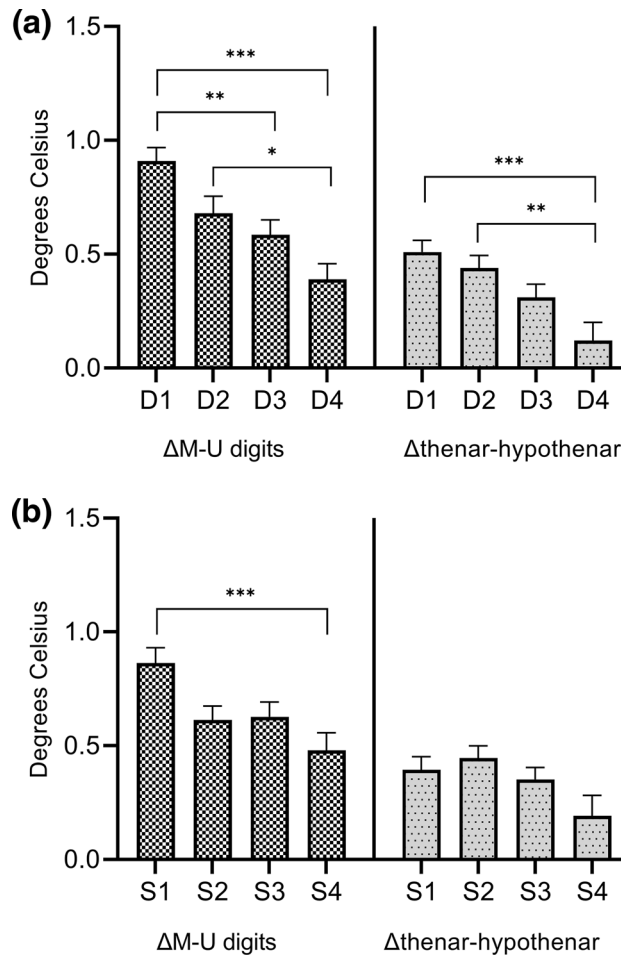 (a)
Degrees Celsius
1.5
1.0
0.5
0.0
***
**
*
***
**
D1 D2 D3 D4 D1 D2 D3 D4
ΔM-U digits Δthenar-hypothenar
(b)
Degrees Celsius
1.5
1.0
0.5
0.0
***
S1 S2 S3 S4 S1 S2 S3 S4
ΔM-U digits Δthenar-hypothenar